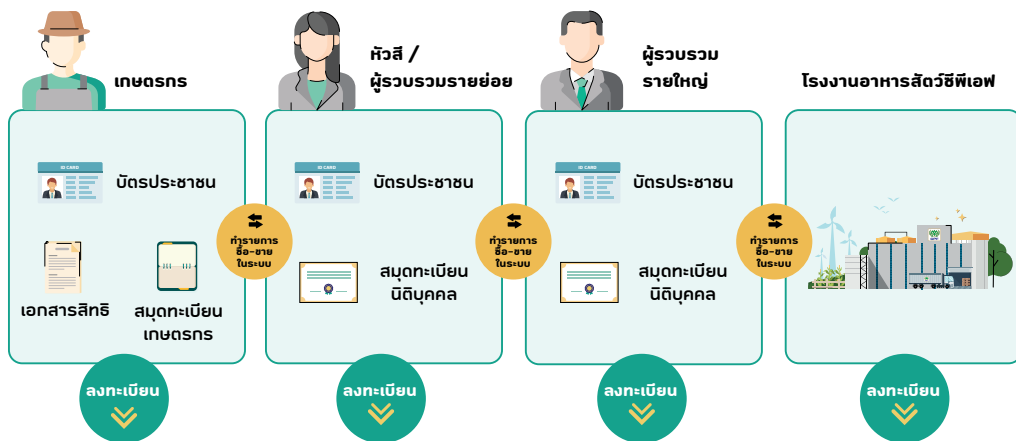 เกษตรกร
หัวสี /
ผู้รวบรวมรายย่อย
ผู้รวบรวม
รายใหญ่
โรงงานอาหารสัตว์ซีพีเอฟ
ID CARD
บัตรประชาชน
เอกสารสิทธิ
สมุดทะเบียน
เกษตรกร
ทำรายการ
ซื้อ-ขาย
ในระบบ
ID CARD
บัตรประชาชน
สมุดทะเบียน
นิติบุคคล
ทำรายการ
ซื้อ-ขาย
ในระบบ
ID CARD
บัตรประชาชน
สมุดทะเบียน
นิติบุคคล
ทำรายการ
ซื้อ-ขาย
ในระบบ
ลงทะเบียน
ลงทะเบียน
ลงทะเบียน
ลงทะเบียน